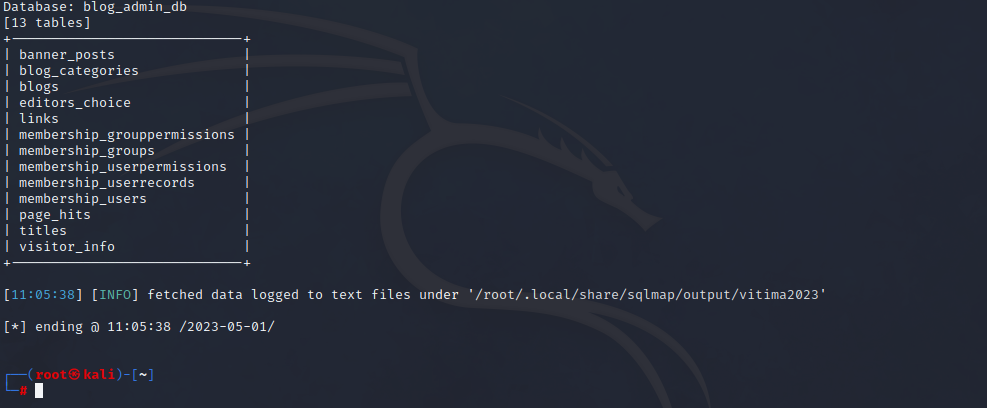 Database: blog_admin_db
[13 tables]
+-----------------------------+
| banner_posts                |
| blog_categories             |
| blogs                       |
| editors_choice              |
| links                       |
| membership_grouppermissions |
| membership_groups           |
| membership_userpermissions  |
| membership_userrecords      |
| membership_users            |
| page_hits                   |
| titles                      |
| visitor_info                |
+-----------------------------+
[11:05:38] [INFO] fetched data logged to text files under '/root/.local/share/sqlmap/output/vitima2023'
[*] ending @ 11:05:38 /2023-05-01/
┌──(root㉿kali)-[~]
└─#